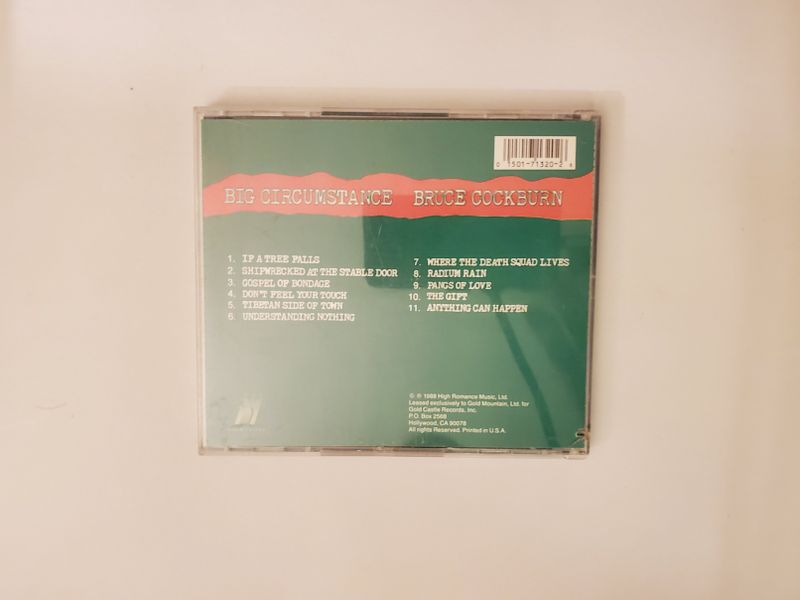 0 1501-71320-2 8
BIG CIRCUMSTANCE BRUCE COCKBURN
1. IF A TREE FALLS
2. SHIPWRECKED AT THE STABLE DOOR
3. GOSPEL OF BONDAGE
4. DON'T FEEL YOUR TOUCH
5. TIBETAN SIDE OF TOWN
6. UNDERSTANDING NOTHING
7. WHERE THE DEATH SQUAD LIVES
8. RADIUM RAIN
9. PANGS OF LOVE
10. THE GIFT
11. ANYTHING CAN HAPPEN
© ℗ 1988 High Romance Music, Ltd.
Leased exclusively to Gold Mountain, Ltd. for
Gold Castle Records, Inc.
P.O. Box 2568
Hollywood, CA 90078
All rights Reserved. Printed in U.S.A.